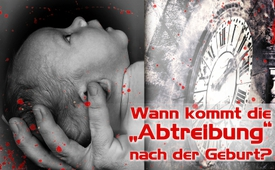 Wann kommt die
„Abtreibung“
nach der Geburt?